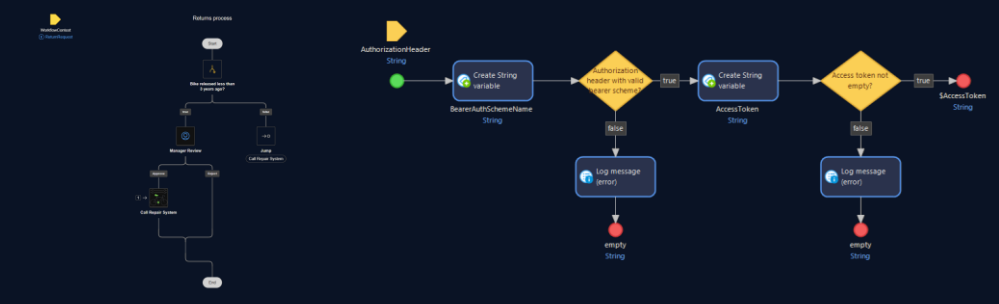 WorkflowContext
ReturnRequest
Returns process
Start
Bike released less than
3 years ago?
Manager Review
Jump
Call Repair System
Call Repair System
End
AuthorizationHeader
String
Create String
variable
BearerAuthSchemeName
String
Authorization
header with valid
bearer scheme?
true
false
Log message
(error)
empty
String
Create String
variable
AccessToken
String
Access token not
empty?
true
false
Log message
(error)
empty
String
$AccessToken
String